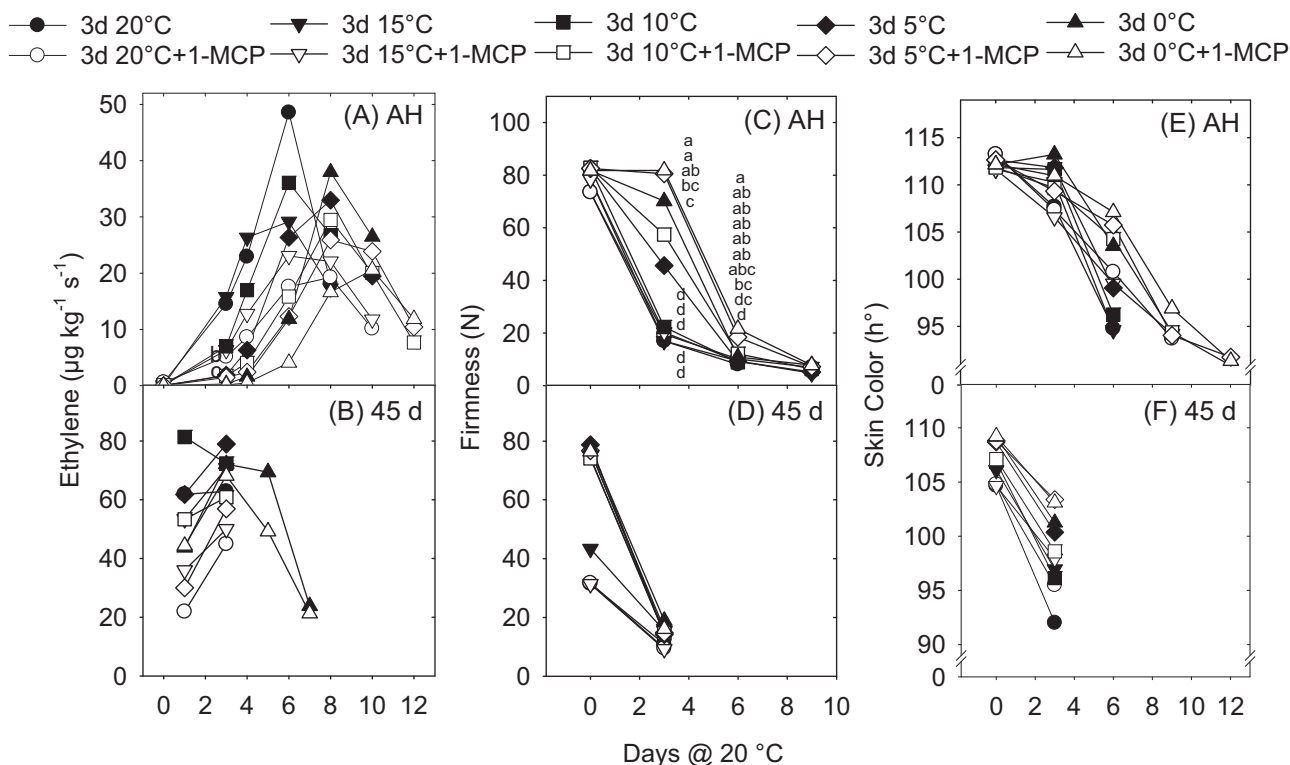 3d 20°C 3d 15°C 3d 10°C 3d 5°C 3d 0°C
3d 20°C+1-MCP 3d 15°C+1-MCP 3d 10°C+1-MCP 3d 5°C+1-MCP 3d 0°C+1-MCP
(A) AH
Ethylene (µg kg⁻¹ s⁻¹)
50
40
30
20
10
0
b
c
(B) 45 d
80
60
40
20
0
0 2 4 6 8 10 12
(C) AH
Firmness (N)
100
80
60
40
20
0
a
a
ab
bc
c
d
d
d
d
d
a
ab
ab
ab
ab
ab
abc
bc
dc
d
(D) 45 d
80
60
40
20
0
0 2 4 6 8 10
Days @ 20 °C
(E) AH
Skin Color (h°)
115
110
105
100
95
0
(F) 45 d
110
105
100
95
90
0
0 2 4 6 8 10 12